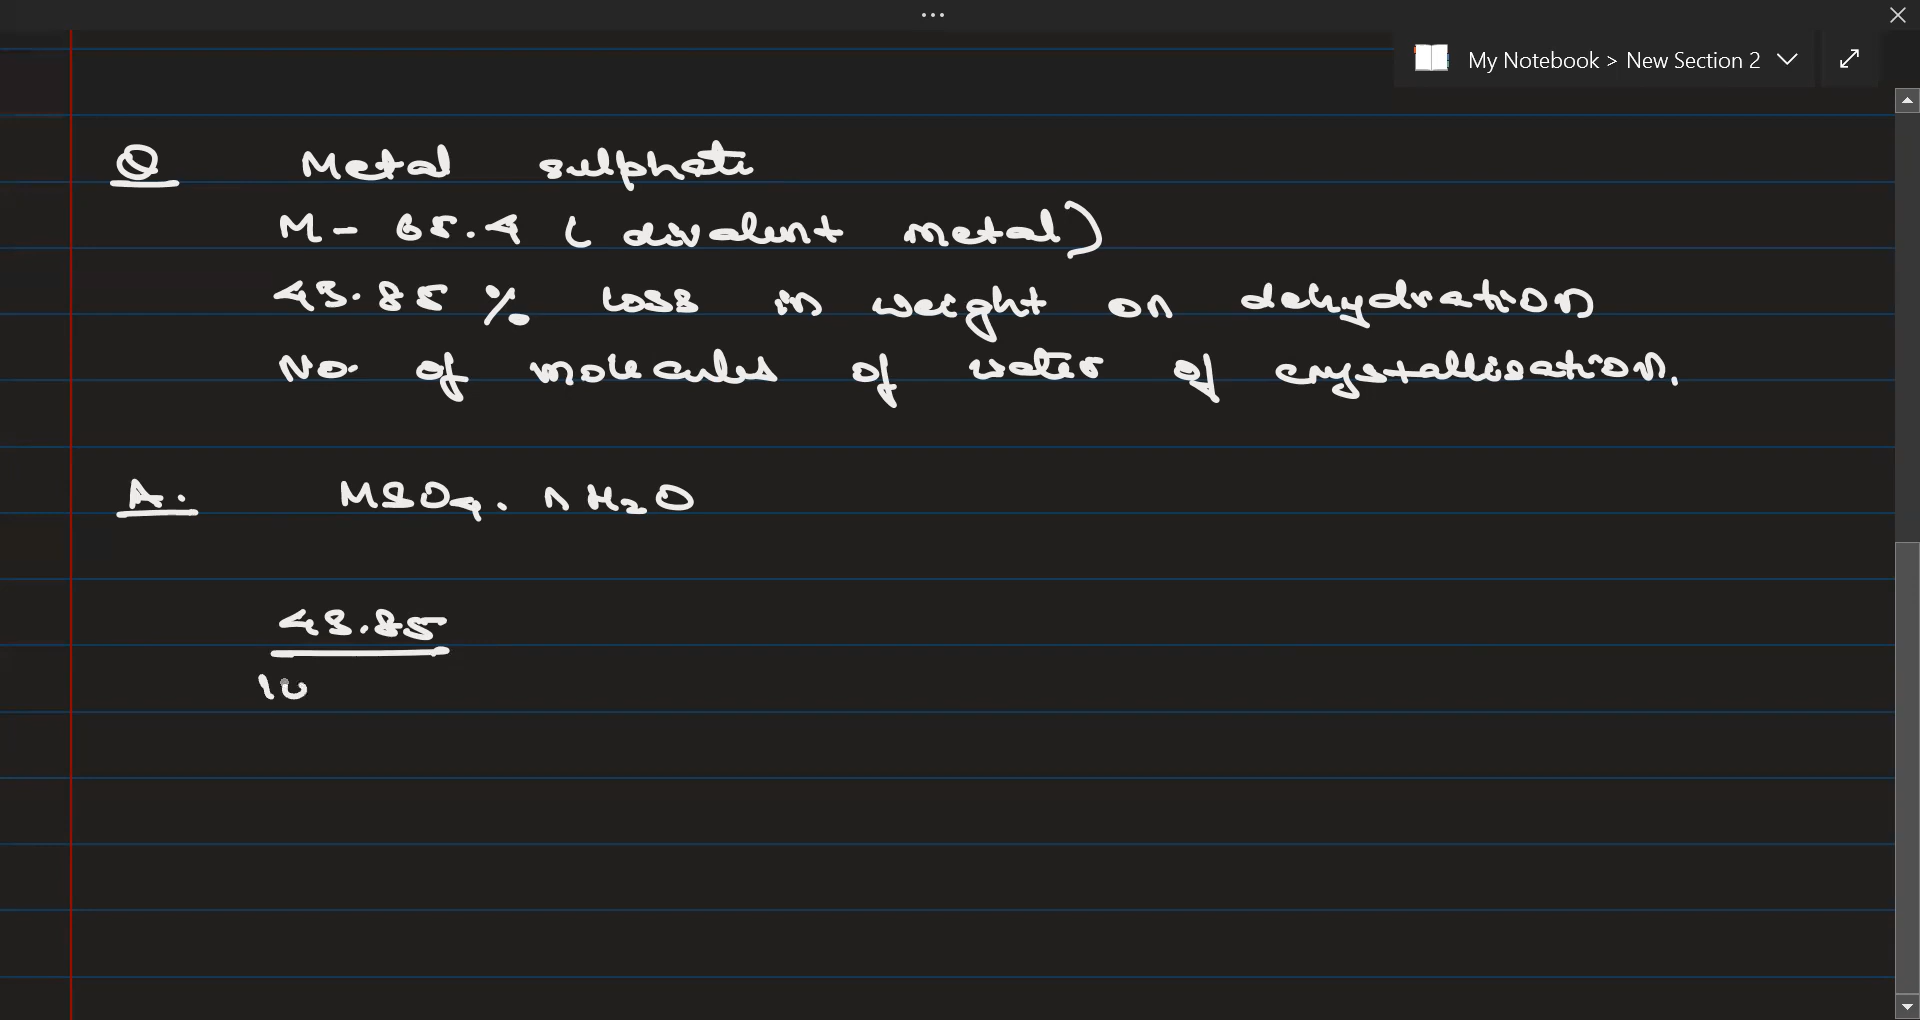 ...
My Notebook > New Section 2
Q Metal sulphate
M - 65.4 (divalent metal)
43.85 % loss in weight on dehydration
No. of molecules of water of crystallisation.
A. MSO₄. nH₂O
43.85
10